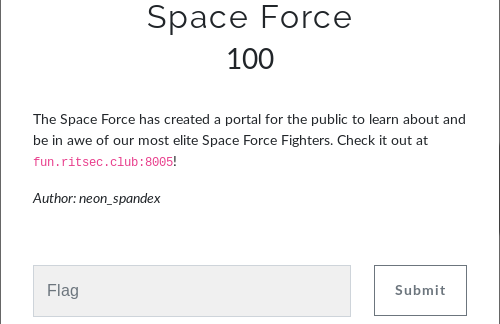 Space Force
100
The Space Force has created a portal for the public to learn about and
be in awe of our most elite Space Force Fighters. Check it out at
fun.ritsec.club:8005!
Author: neon_spandex
Flag
Submit